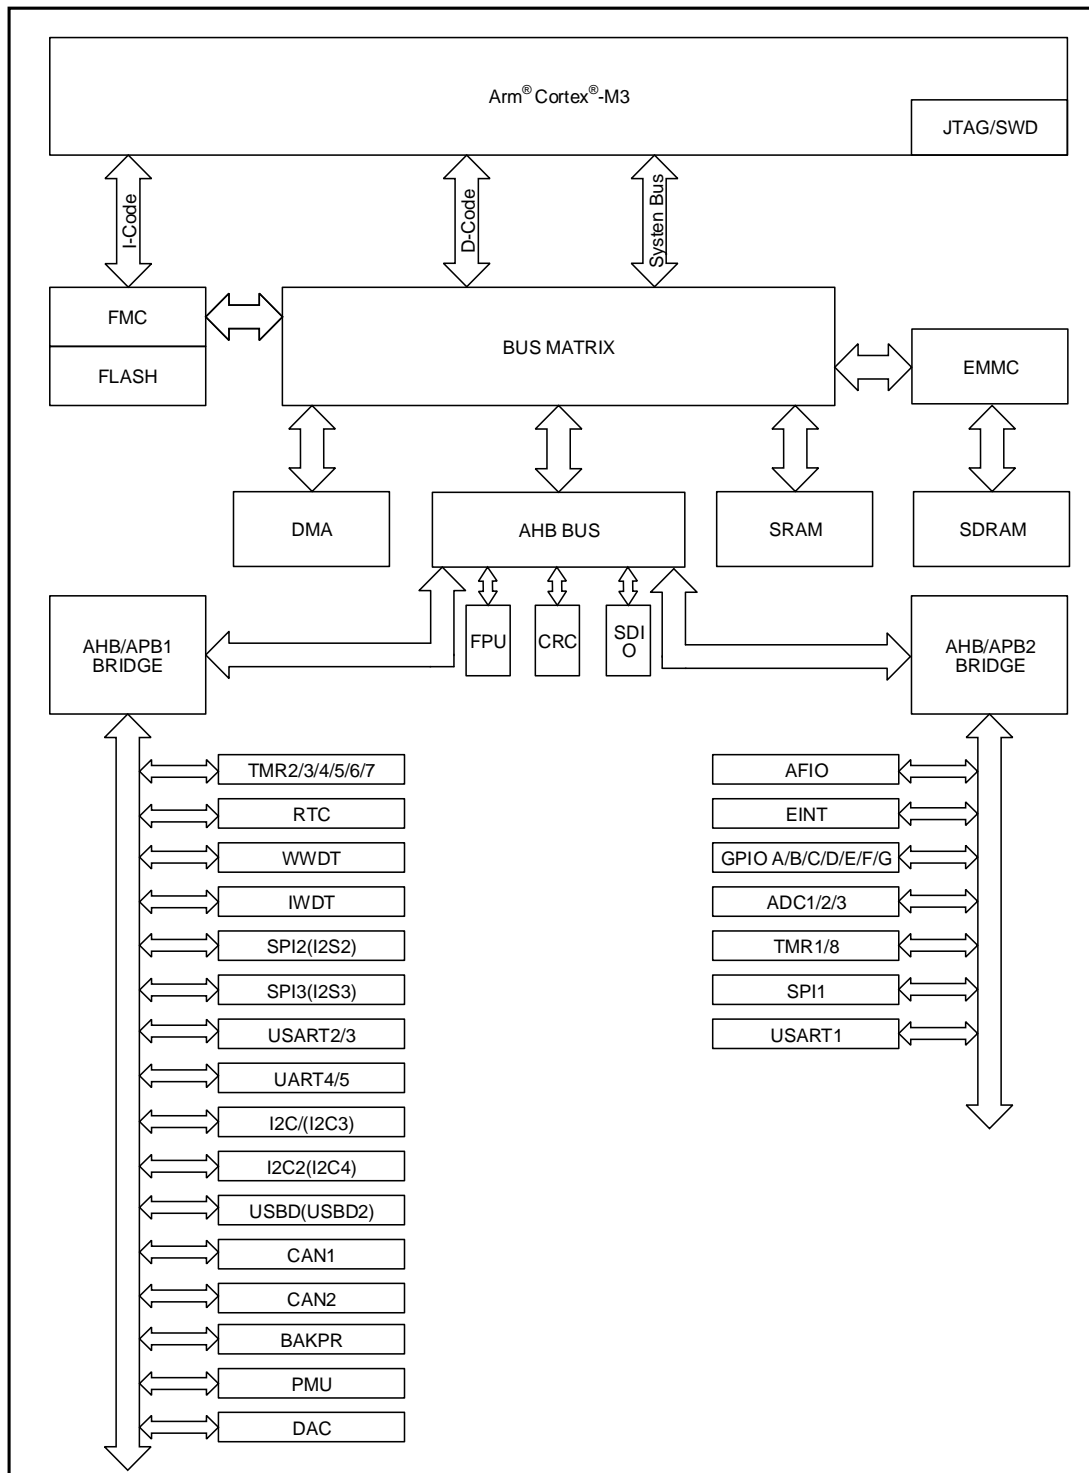 Arm® Cortex®-M3
JTAG/SWD
I-Code
D-Code
Systen Bus
FMC
FLASH
BUS MATRIX
EMMC
DMA
AHB BUS
SRAM
SDRAM
FPU
CRC
SDI
O
AHB/APB1
BRIDGE
AHB/APB2
BRIDGE
TMR2/3/4/5/6/7
RTC
WWDT
IWDT
SPI2(I2S2)
SPI3(I2S3)
USART2/3
UART4/5
I2C/(I2C3)
I2C2(I2C4)
USBD(USBD2)
CAN1
CAN2
BAKPR
PMU
DAC
AFIO
EINT
GPIO A/B/C/D/E/F/G
ADC1/2/3
TMR1/8
SPI1
USART1